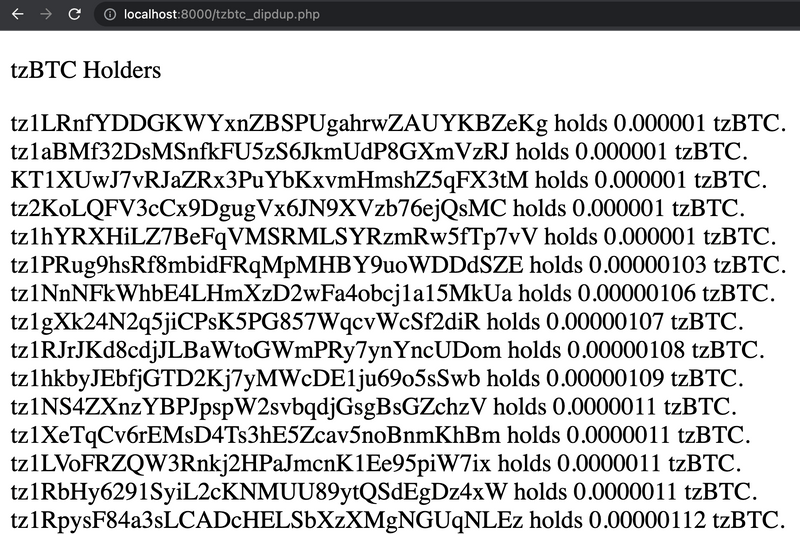 localhost:8000/tzbtc_dipdup.php
tzBTC Holders
tz1LRnfYDDGKWYxnZBSPUgahrwZAUYKBZeKg holds 0.000001 tzBTC.
tz1aBMf32DsMSnfkFU5zS6JkmUdP8GXmVzRJ holds 0.000001 tzBTC.
KT1XUwJ7vRJaZRx3PuYbKxvmHmshZ5qFX3tM holds 0.000001 tzBTC.
tz2KoLQFV3cCx9DgugVx6JN9XVzb76ejQsMC holds 0.000001 tzBTC.
tz1hYRXHiLZ7BeFqVMSRMLSYRzmRw5fTp7vV holds 0.000001 tzBTC.
tz1PRug9hsRf8mbidFRqMpMHBY9uoWDDdSZE holds 0.00000103 tzBTC.
tz1NnNFkWhbE4LHmXzD2wFa4obcj1a15MkUa holds 0.00000106 tzBTC.
tz1gXk24N2q5jiCPsK5PG857WqcvWcSf2diR holds 0.00000107 tzBTC.
tz1RJrJKd8cdjJLBaWtoGWmPRy7ynYncUDom holds 0.00000108 tzBTC.
tz1hkbyJEbfjGTD2Kj7yMWcDE1ju69o5sSwb holds 0.00000109 tzBTC.
tz1NS4ZXnzYBPJpspW2svbqdjGsgBsGZchzV holds 0.0000011 tzBTC.
tz1XeTqCv6rEMsD4Ts3hE5Zcav5noBnmKhBm holds 0.0000011 tzBTC.
tz1LVoFRZQW3Rnkj2HPaJmcnK1Ee95piW7ix holds 0.0000011 tzBTC.
tz1RbHy6291SyiL2cKNMUU89ytQSdEgDz4xW holds 0.0000011 tzBTC.
tz1RpysF84a3sLCADcHELSbXzXMgNGUqNLEz holds 0.00000112 tzBTC.